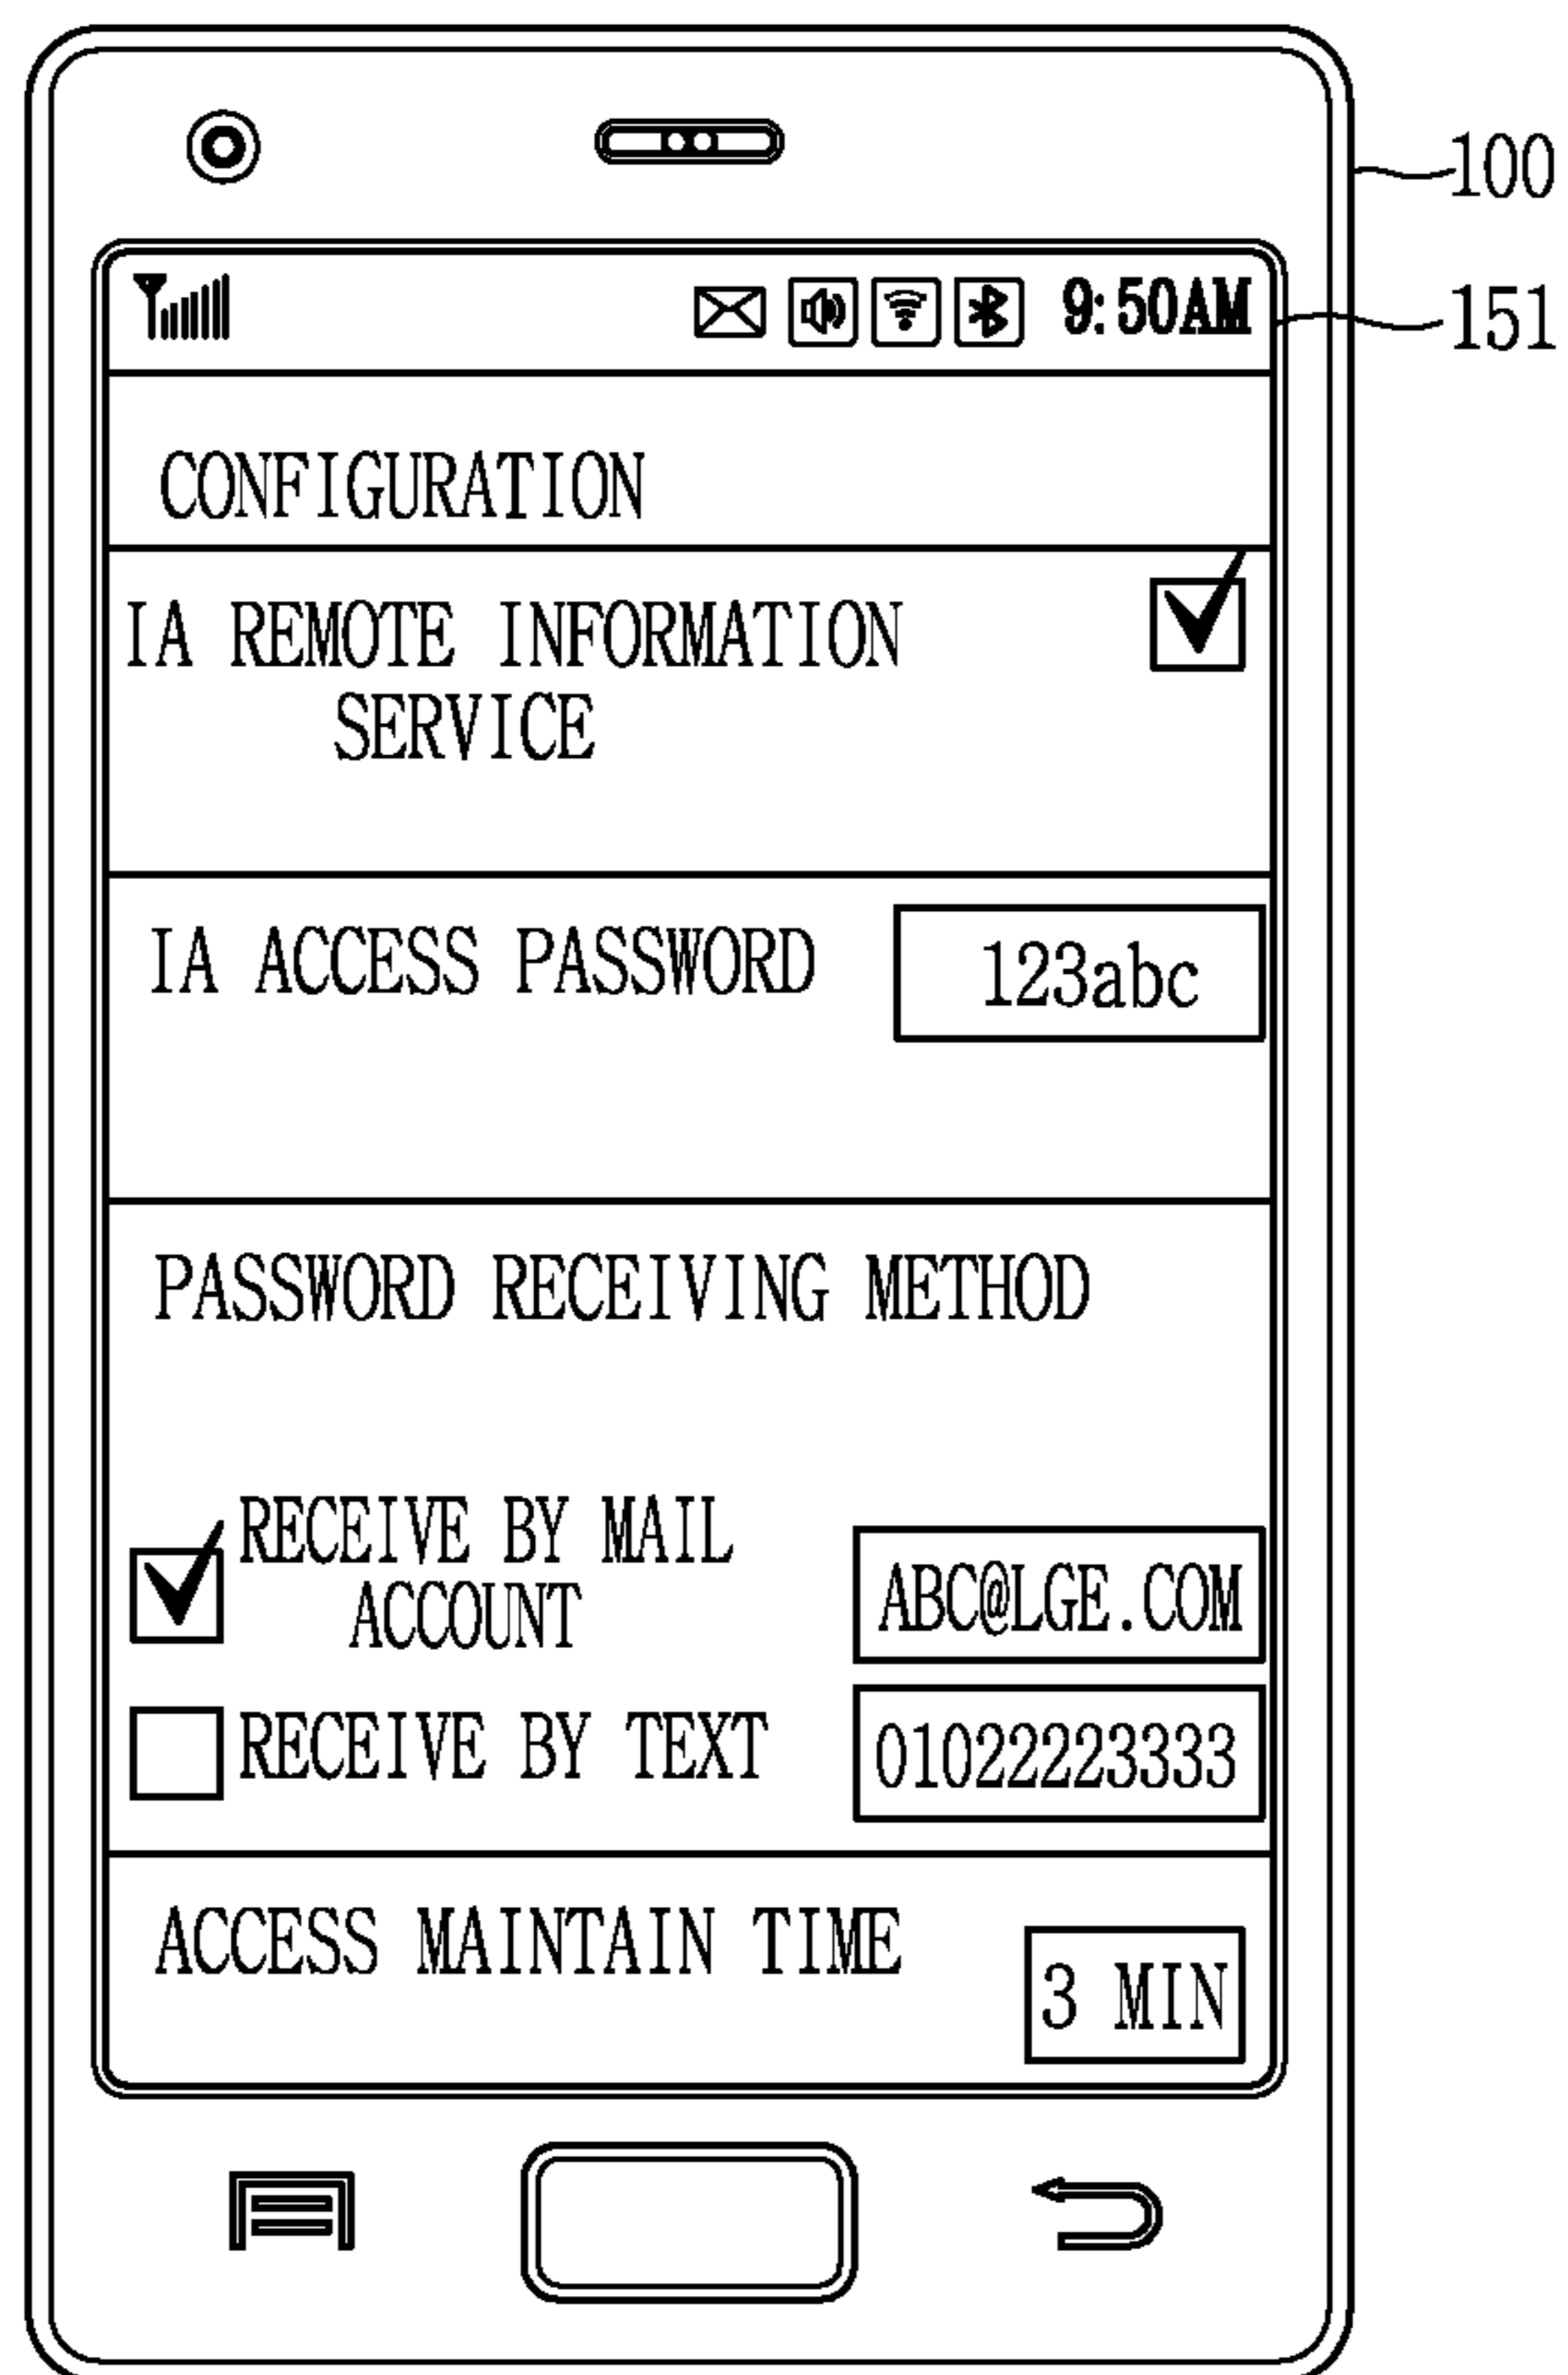 100
9:50AM
151
CONFIGURATION
IA REMOTE INFORMATION
SERVICE
IA ACCESS PASSWORD
123abc
PASSWORD RECEIVING METHOD
RECEIVE BY MAIL
ACCOUNT
ABC@LGE.COM
RECEIVE BY TEXT
01022223333
ACCESS MAINTAIN TIME
3 MIN